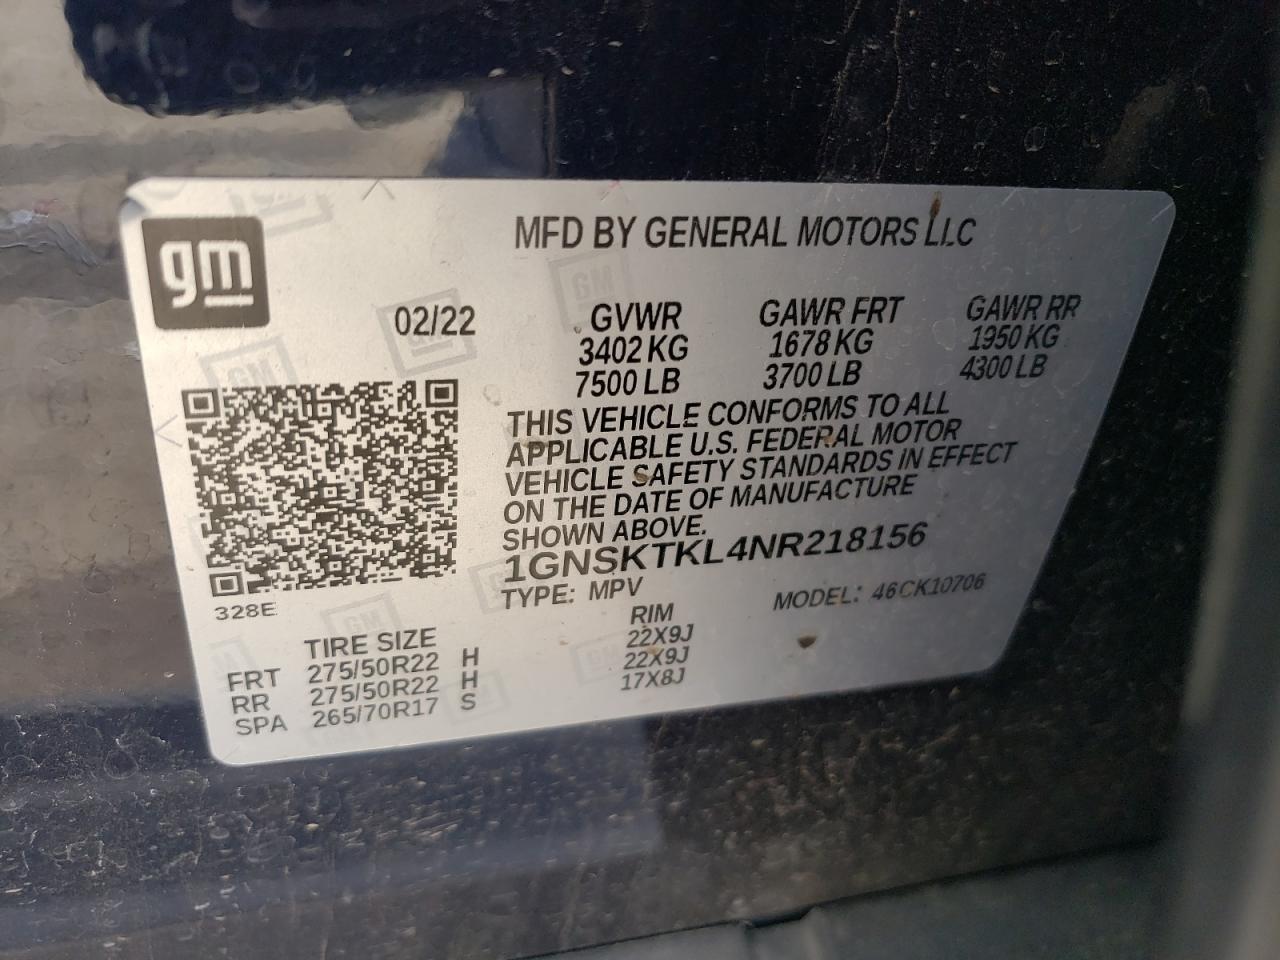 gm
MFD BY GENERAL MOTORS LLC
02/22
GVWR GAWR FRT GAWR RR
3402 KG 1678 KG 1950 KG
7500 LB 3700 LB 4300 LB
THIS VEHICLE CONFORMS TO ALL
APPLICABLE U.S. FEDERAL MOTOR
VEHICLE SAFETY STANDARDS IN EFFECT
ON THE DATE OF MANUFACTURE
SHOWN ABOVE.
1GNSKTKL4NR218156
TYPE: MPV MODEL: 46CK10706
328E
TIRE SIZE RIM
FRT 275/50R22 H 22X9J
RR 275/50R22 H 22X9J
SPA 265/70R17 S 17X8J